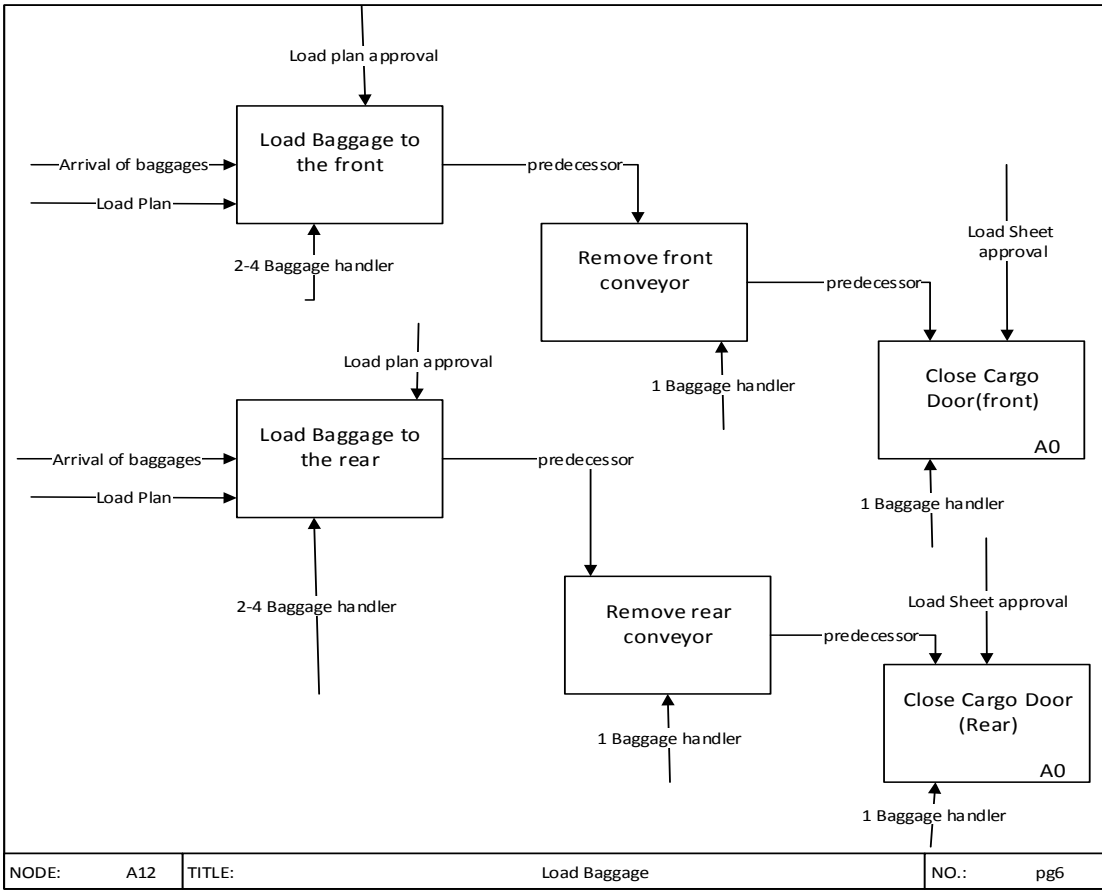 Load plan approval
Load Baggage to
the front
Arrival of baggages
Load Plan
2-4 Baggage handler
predecessor
Remove front
conveyor
predecessor
1 Baggage handler
Load Sheet
approval
Close Cargo
Door(front)
A0
1 Baggage handler
Load plan approval
Load Baggage to
the rear
Arrival of baggages
Load Plan
2-4 Baggage handler
predecessor
Remove rear
conveyor
predecessor
1 Baggage handler
Load Sheet approval
Close Cargo Door
(Rear)
A0
1 Baggage handler
NODE: A12 TITLE: Load Baggage NO.: pg6